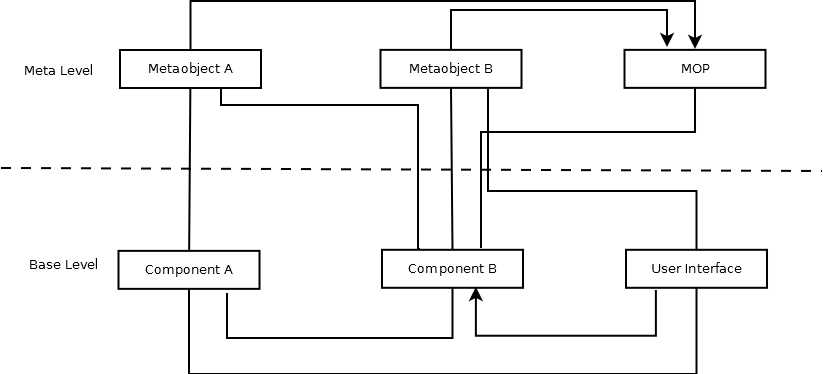 Meta Level
Metaobject A
Metaobject B
MOP
Base Level
Component A
Component B
User Interface